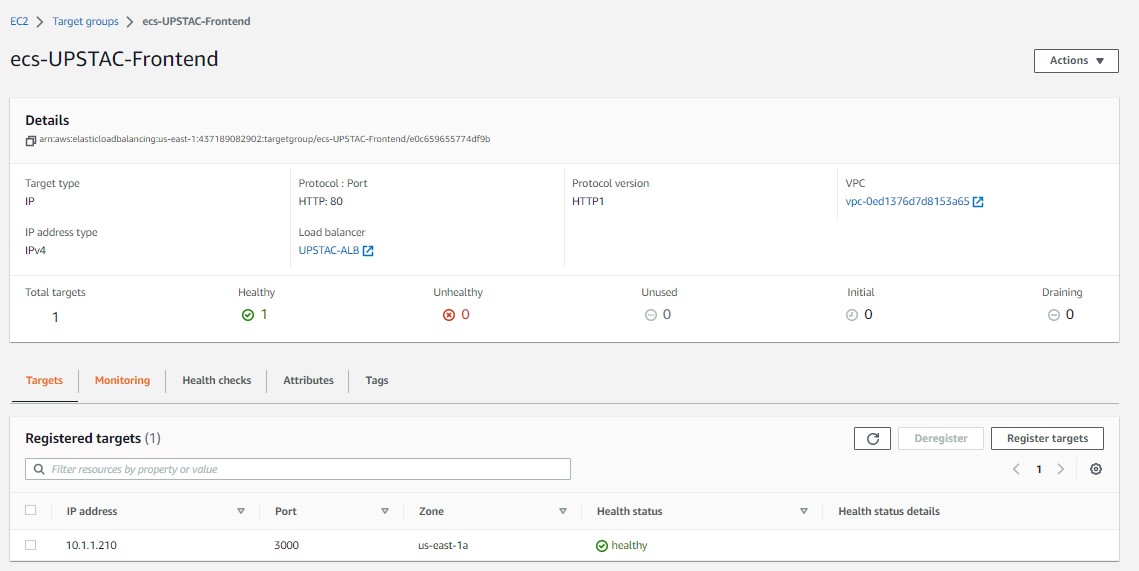 EC2 > Target groups > ecs-UPSTAC-Frontend
ecs-UPSTAC-Frontend
Actions
Details
arn:aws:elasticloadbalancing:us-east-1:437189082902:targetgroup/ecs-UPSTAC-Frontend/e0c659655774df9b
Target type Protocol : Port Protocol version VPC
IP HTTP: 80 HTTP1 vpc-0ed1376d7d8153a65
IP address type Load balancer
IPv4 UPSTAC-ALB
Total targets Healthy Unhealthy Unused Initial Draining
1 1 0 0 0 0
Targets Monitoring Health checks Attributes Tags
Registered targets (1) Deregister Register targets
Filter resources by property or value 1
IP address Port Zone Health status Health status details
10.1.1.210 3000 us-east-1a healthy